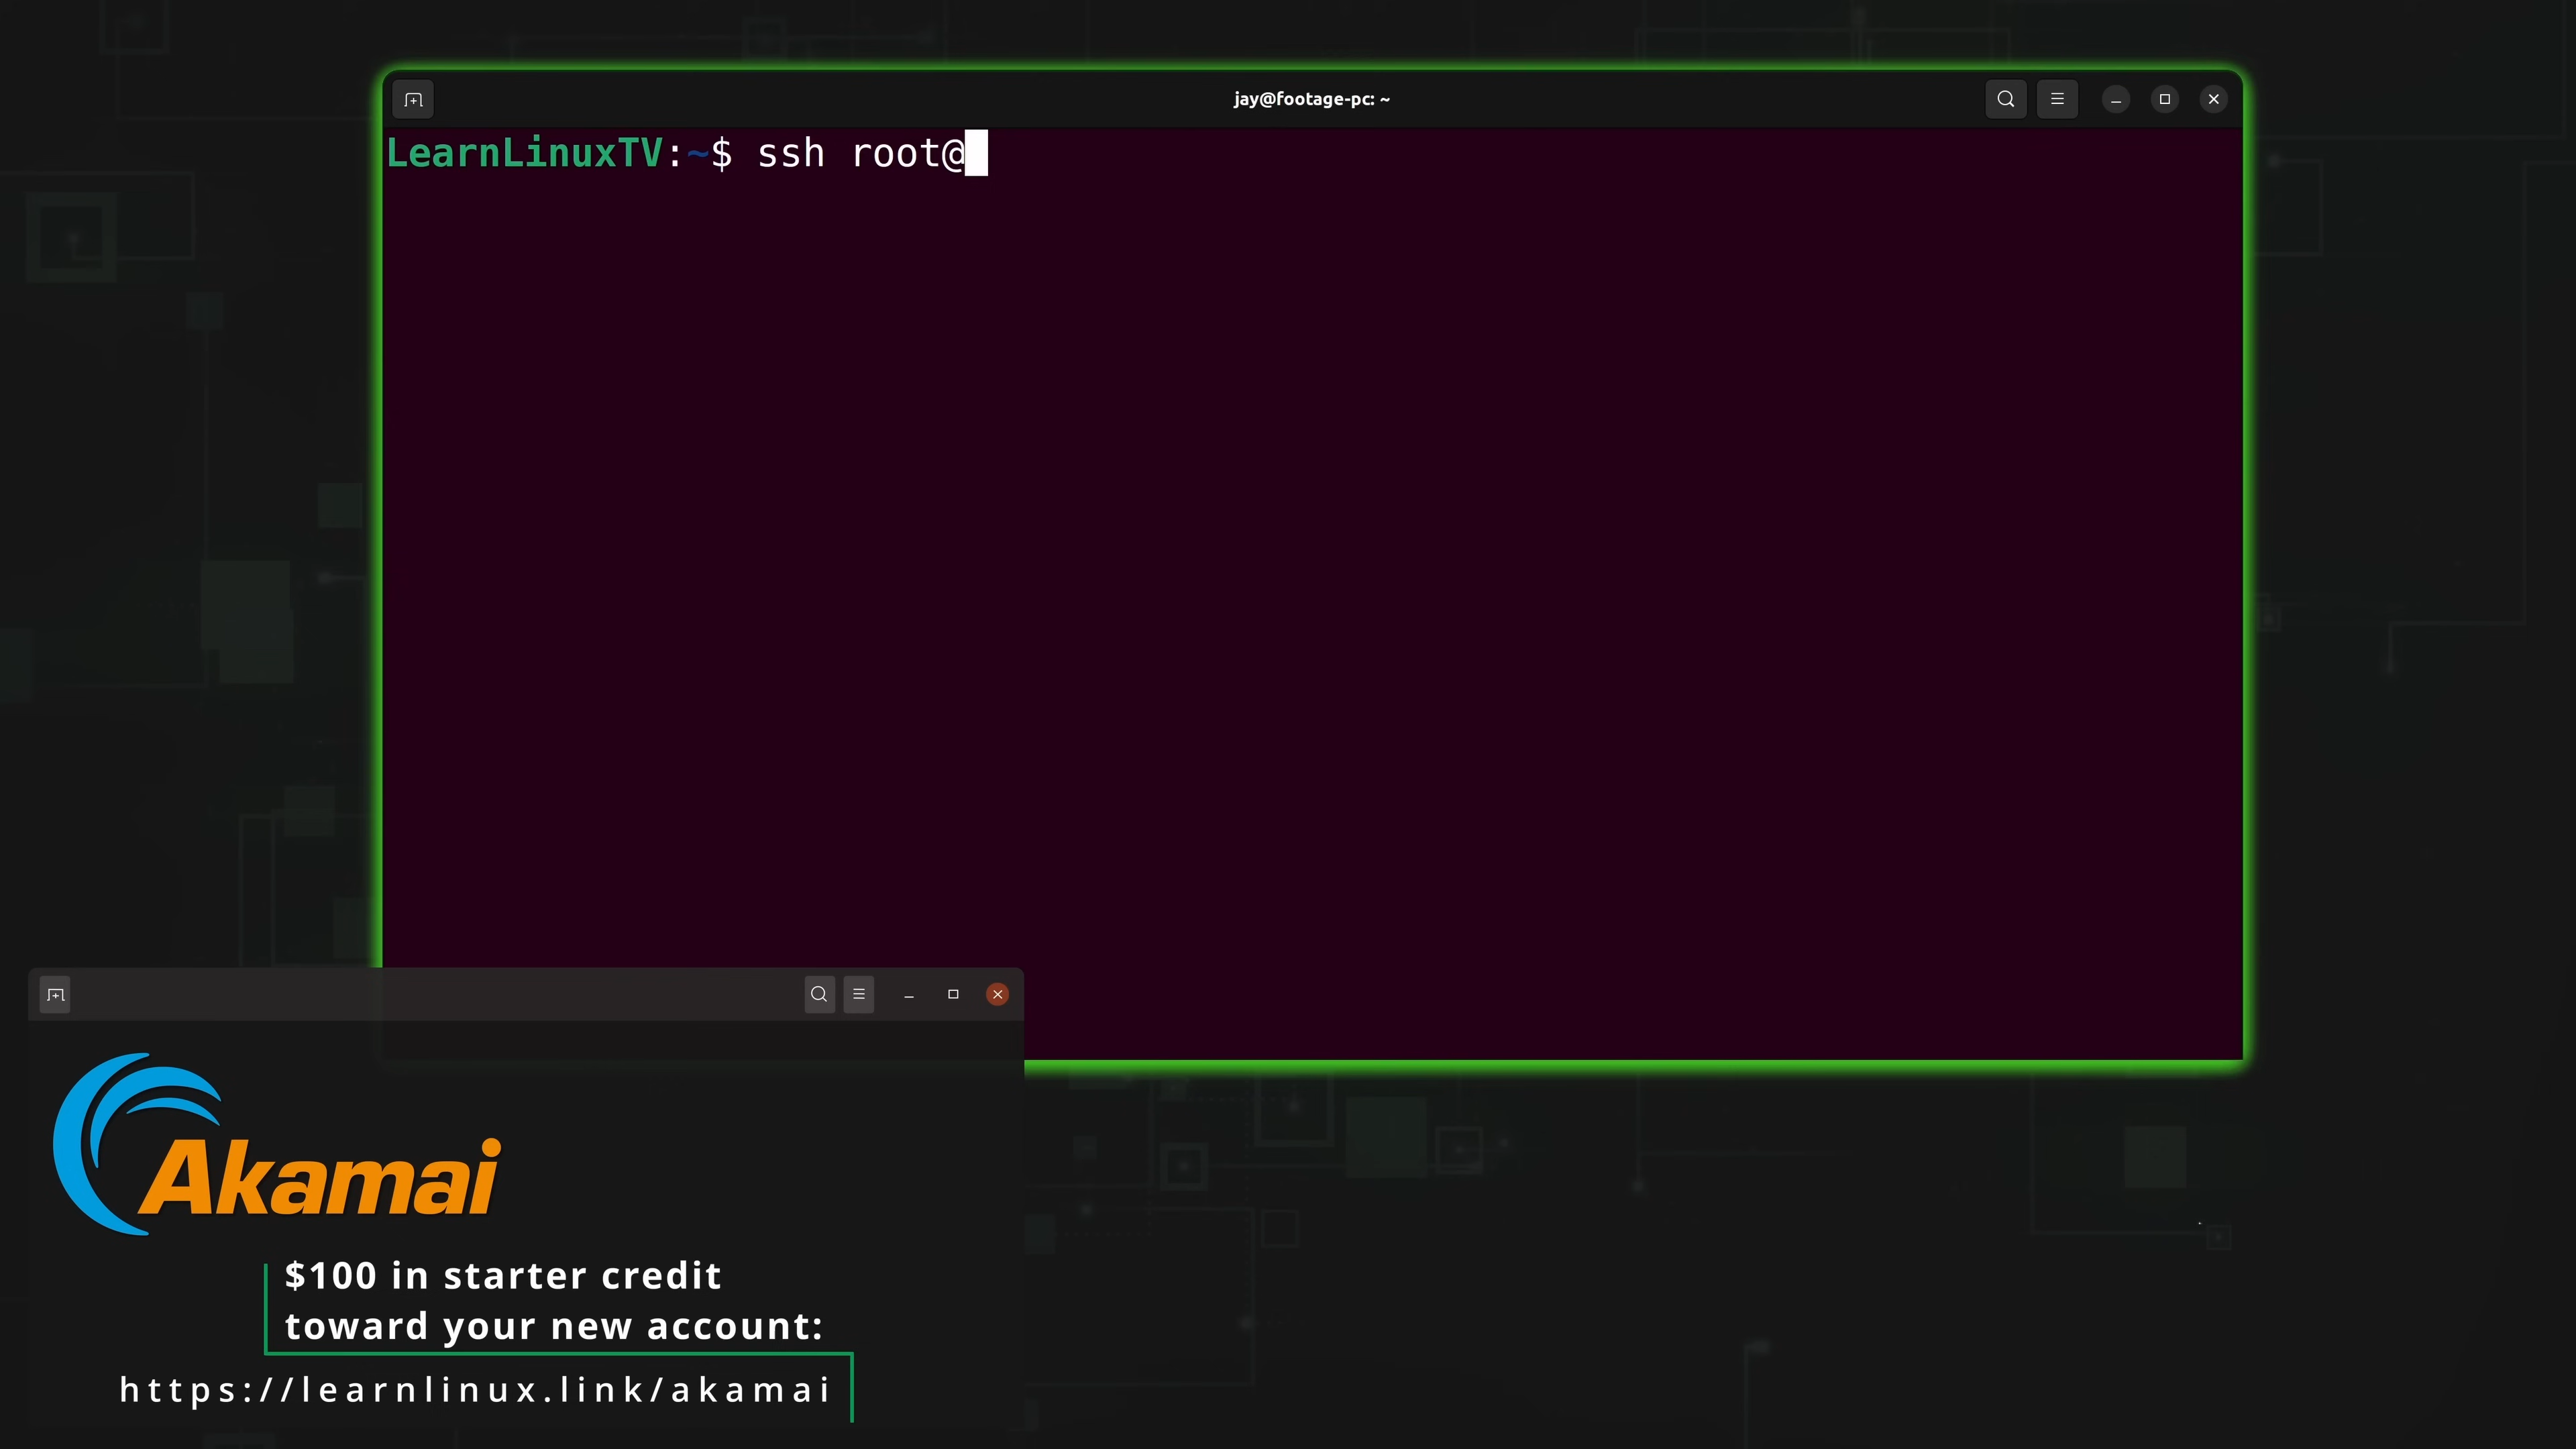 jay@footage-pc: ~
LearnLinuxTV:~$ ssh root@
Akamai
$100 in starter credit
toward your new account:
https://learnlinux.link/akamai